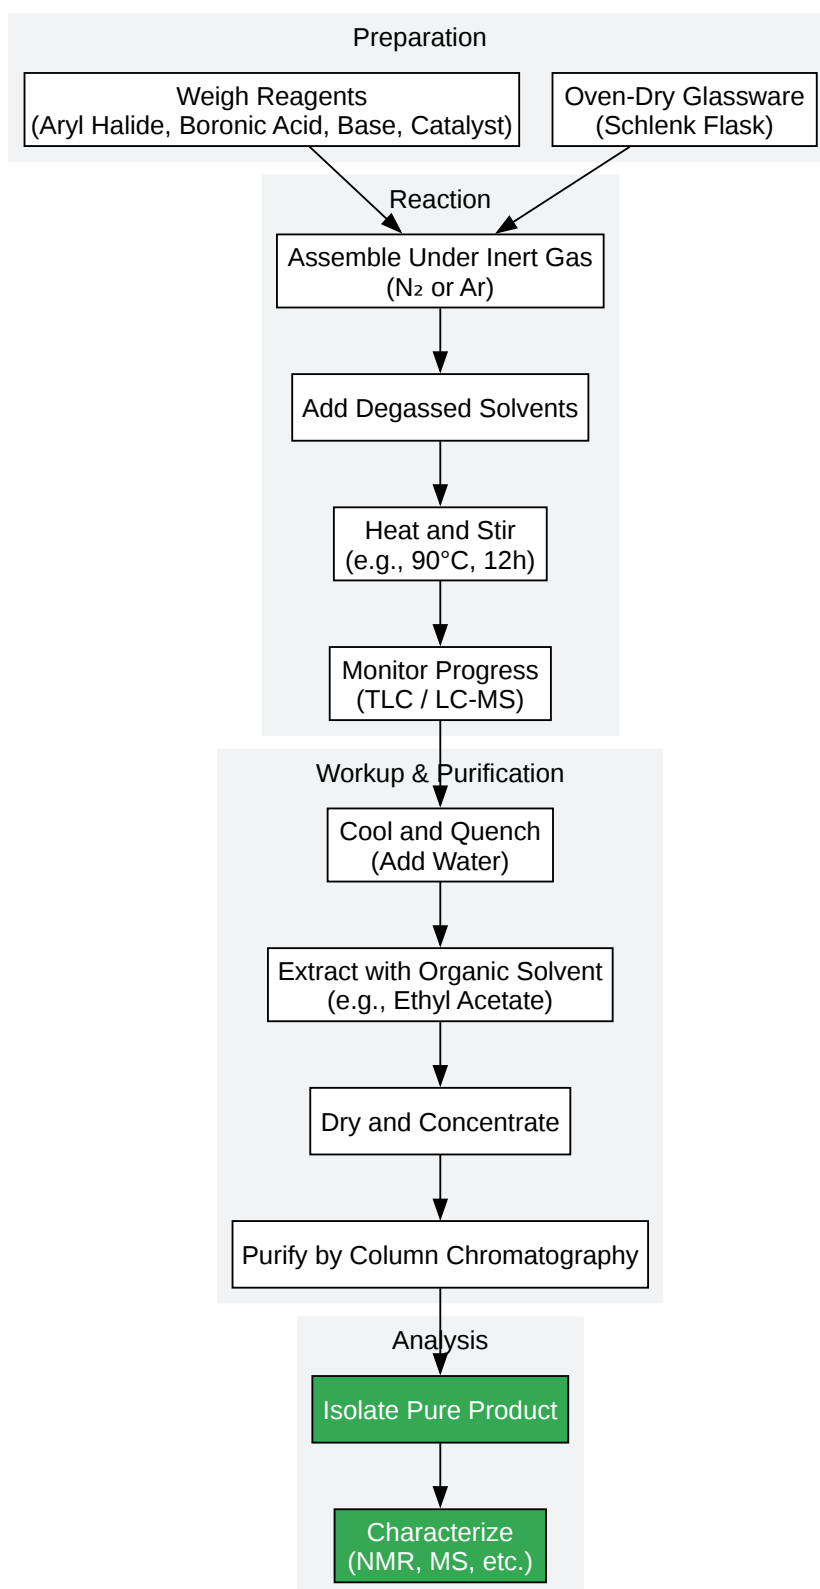 Preparation
Weigh Reagents
(Aryl Halide, Boronic Acid, Base, Catalyst)
Oven-Dry Glassware
(Schlenk Flask)
Reaction
Assemble Under Inert Gas
(N₂ or Ar)
Add Degassed Solvents
Heat and Stir
(e.g., 90°C, 12h)
Monitor Progress
(TLC / LC-MS)
Workup & Purification
Cool and Quench
(Add Water)
Extract with Organic Solvent
(e.g., Ethyl Acetate)
Dry and Concentrate
Purify by Column Chromatography
Analysis
Isolate Pure Product
Characterize
(NMR, MS, etc.)